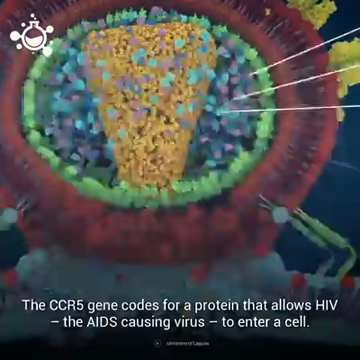 The CCR5 gene codes for a protein that allows HIV
– the AIDS causing virus – to enter a cell.